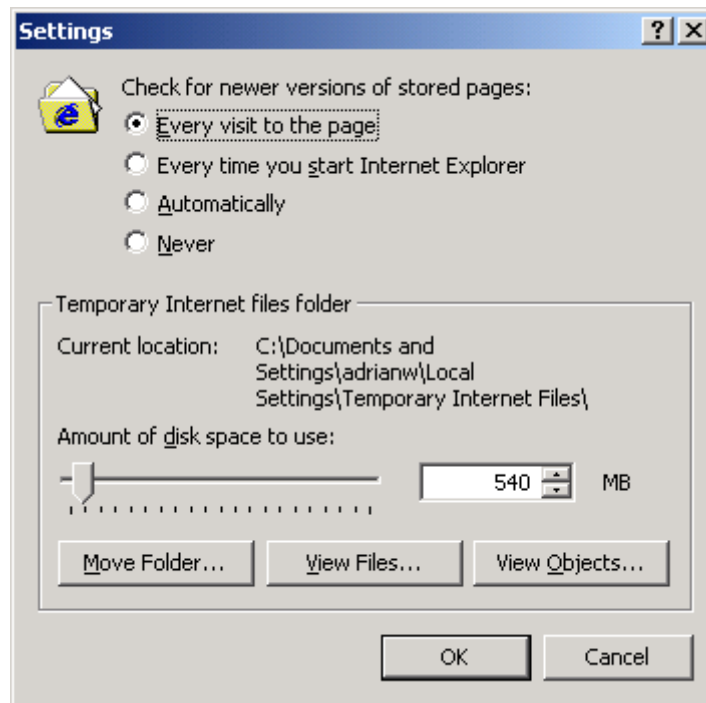 Settings
Check for newer versions of stored pages:
Every visit to the page
Every time you start Internet Explorer
Automatically
Never
Temporary Internet files folder
Current location: C:\Documents and
Settings\adrianw\Local
Settings\Temporary Internet Files\
Amount of disk space to use:
540 MB
Move Folder... View Files... View Objects...
OK Cancel